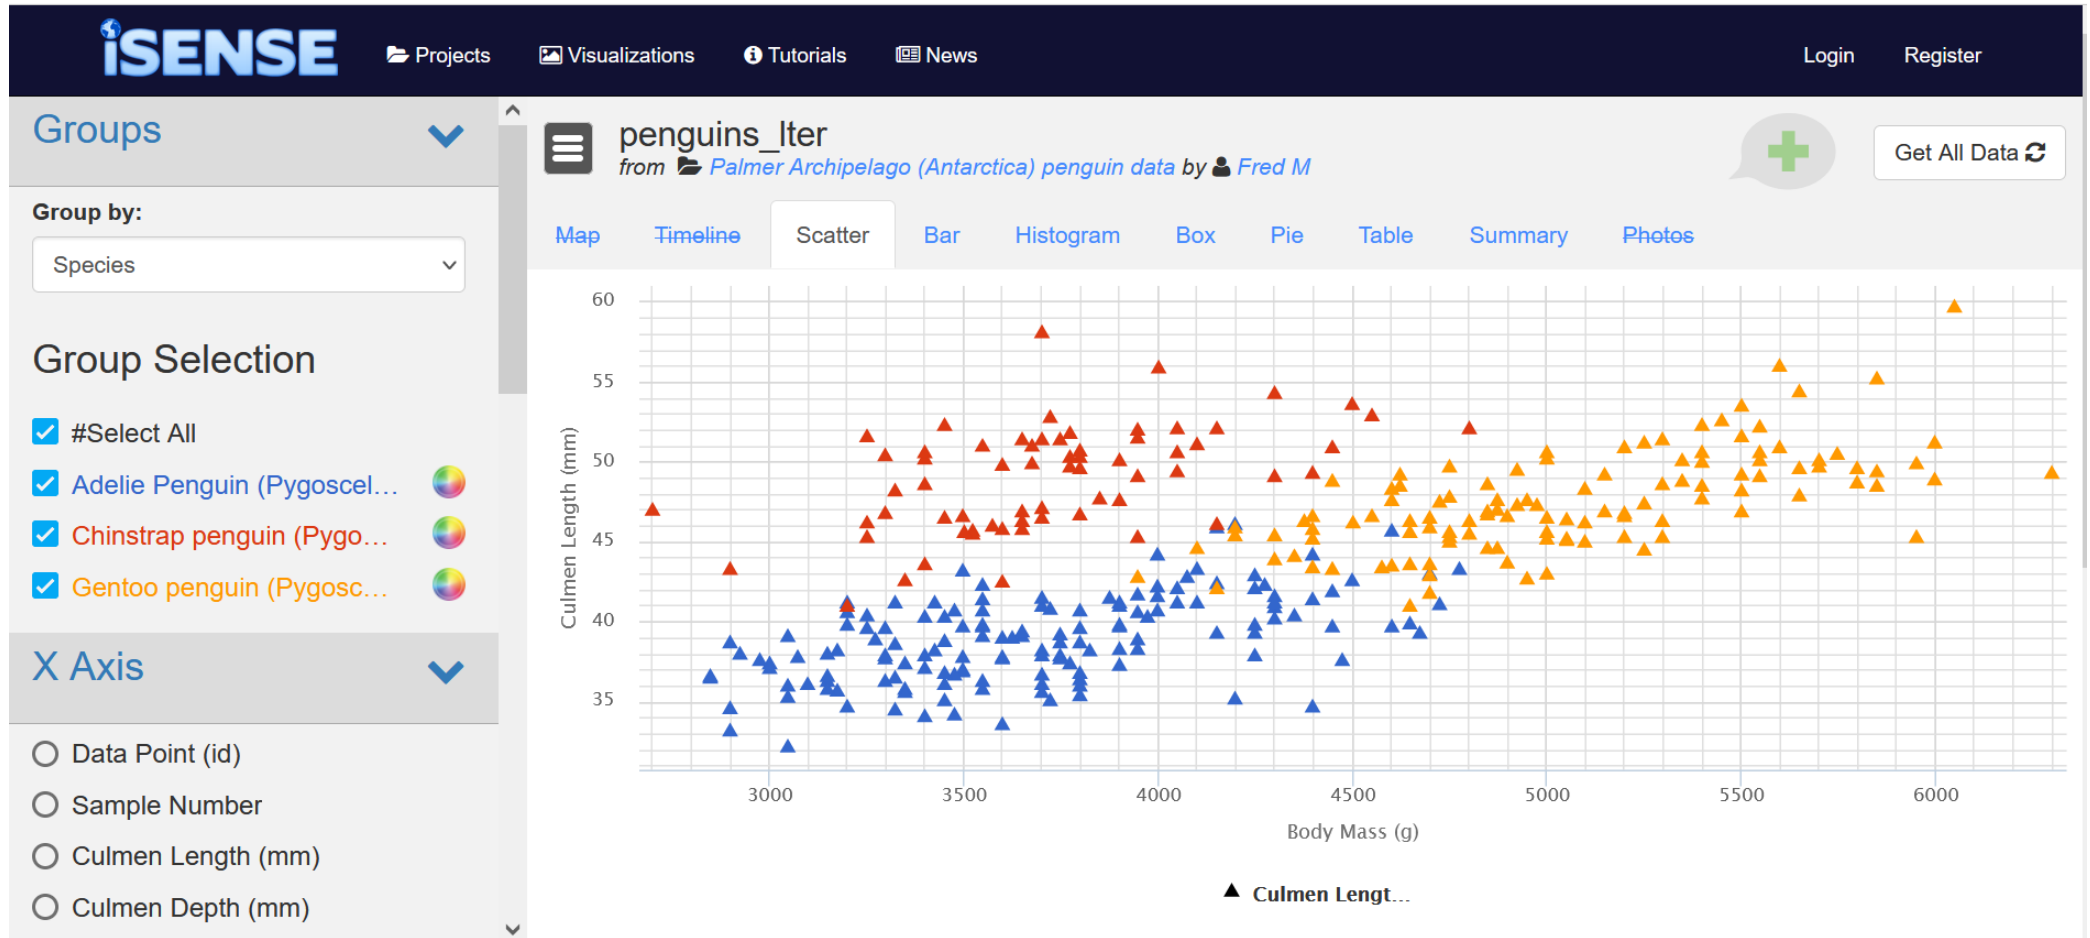 iSENSE
Projects Visualizations Tutorials News Login Register
Groups
Group by:
Species
Group Selection
#Select All
Adelie Penguin (Pygoscel...
Chinstrap penguin (Pygo...
Gentoo penguin (Pygosc...
X Axis
Data Point (id)
Sample Number
Culmen Length (mm)
Culmen Depth (mm)
penguins_lter
from Palmer Archipelago (Antarctica) penguin data by Fred M
Get All Data
Map Timeline Scatter Bar Histogram Box Pie Table Summary Photos
60
55
50
45
40
35
Culmen Length (mm)
3000 3500 4000 4500 5000 5500 6000
Body Mass (g)
Culmen Lengt...